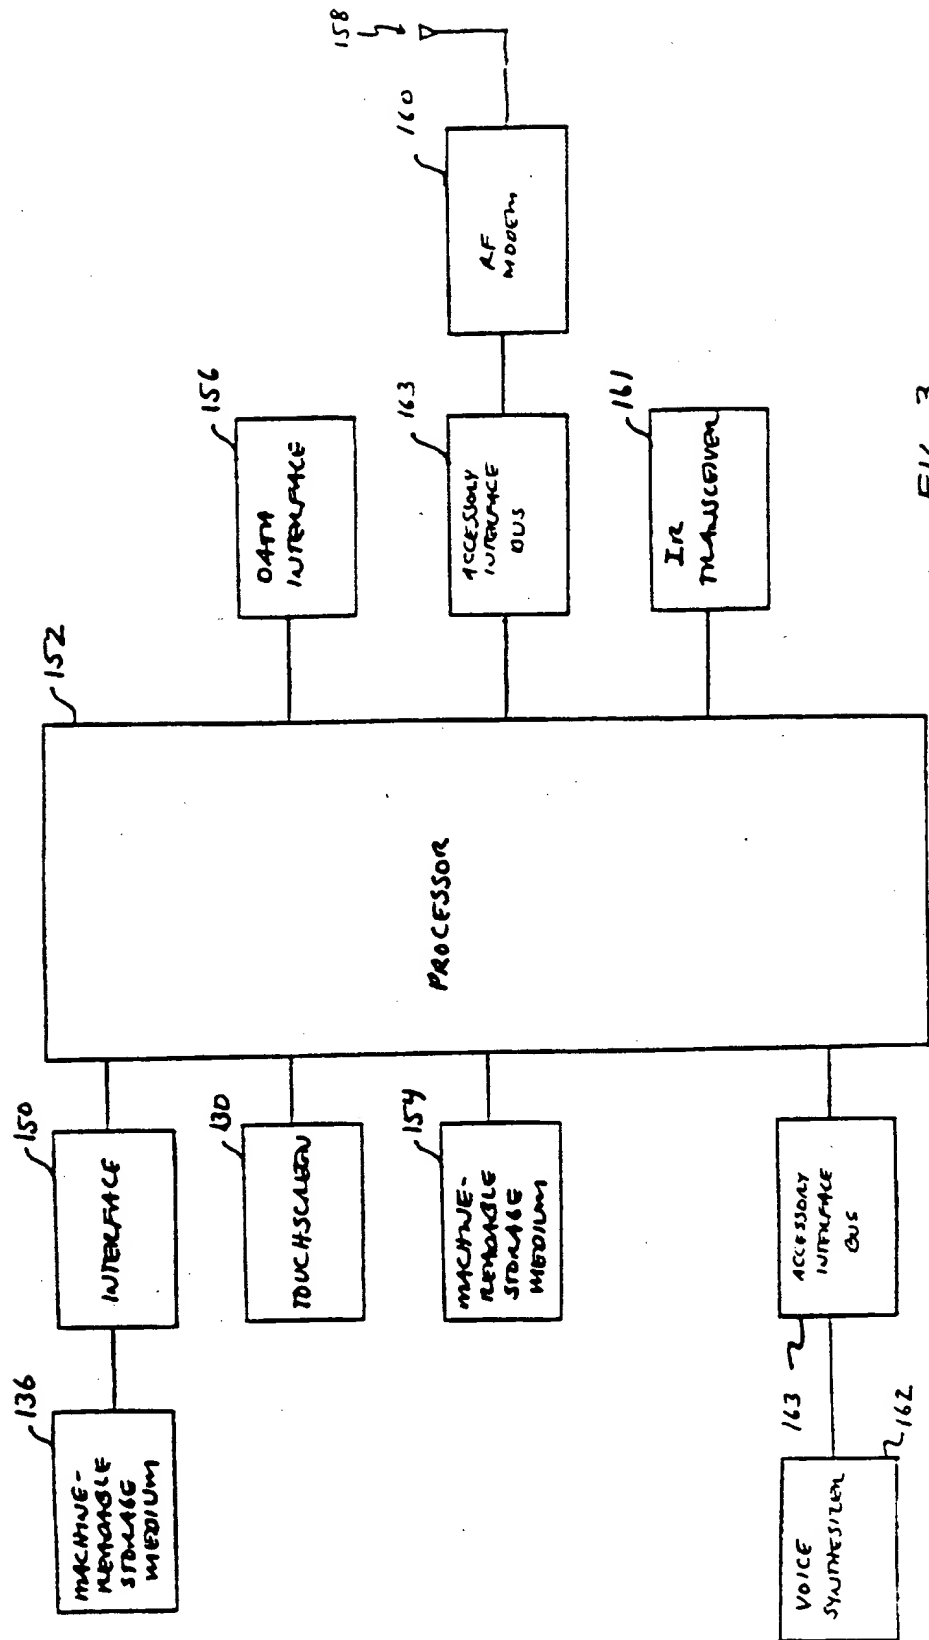 136
MACHINE-
READABLE
STORAGE
MEDIUM
150
INTERFACE
130
TOUCHSCREEN
154
MACHINE-
READABLE
STORAGE
MEDIUM
163
ACCESSORY
INTERFACE
BUS
162
VOICE
SYNTHESIZER
152
PROCESSOR
156
DATA
INTERFACE
163
ACCESSORY
INTERFACE
BUS
160
RF
MODEM
158
161
IR
TRANSCEIVER